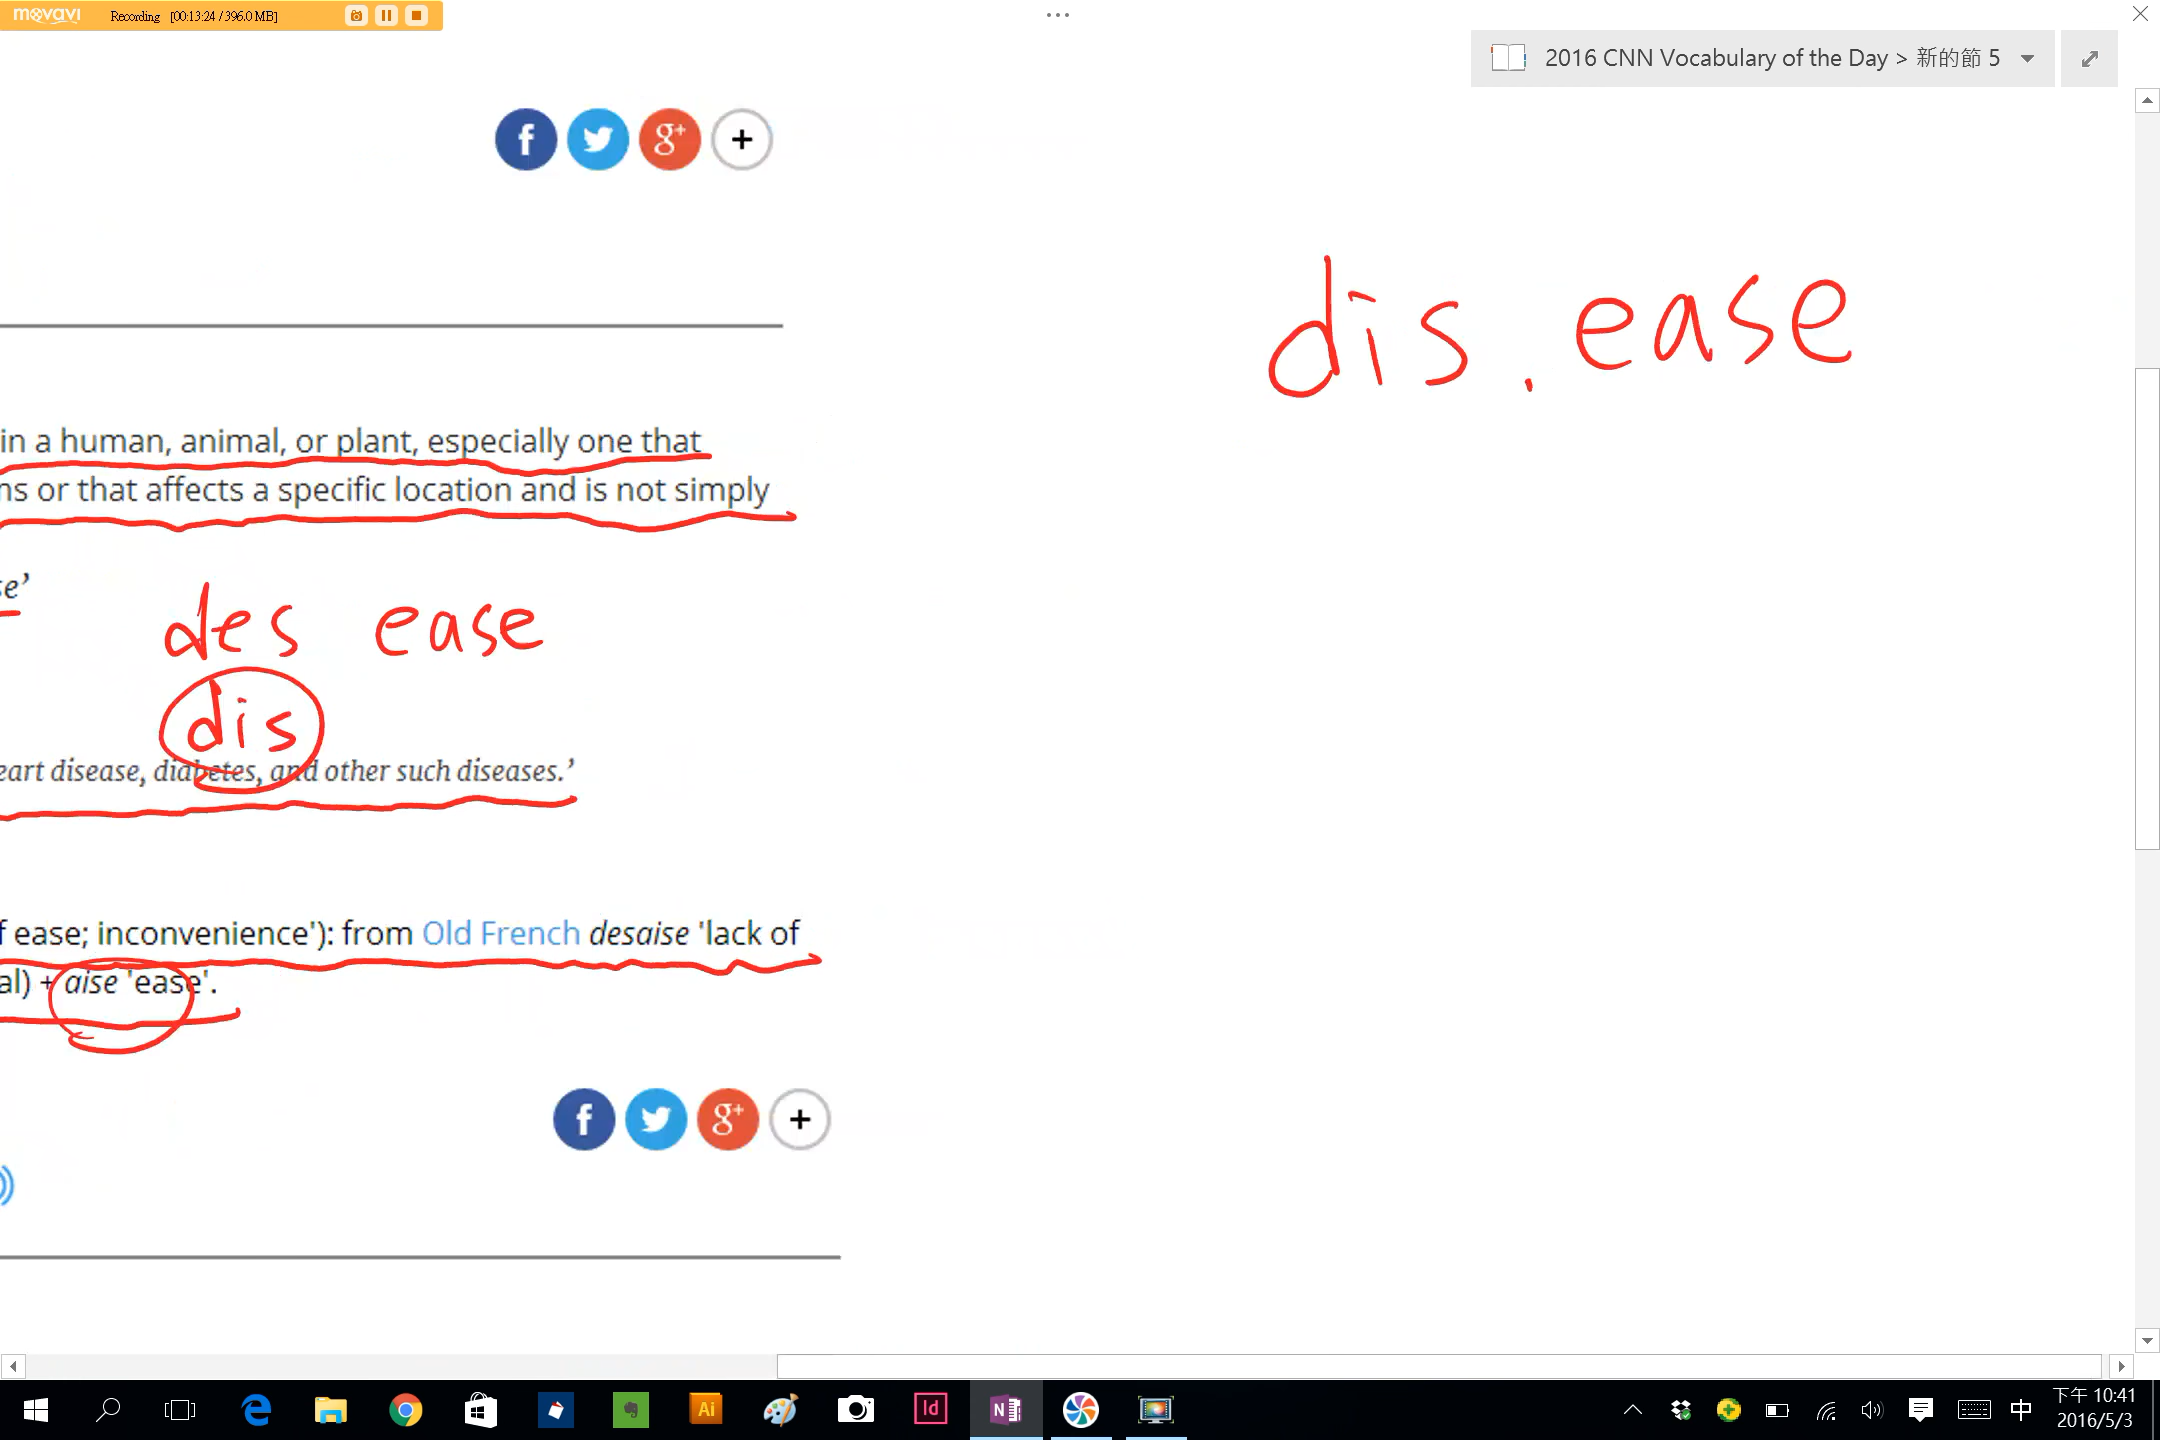 movavi Recording [00:13:24 / 396.0 MB]
2016 CNN Vocabulary of the Day > 新的節 5
f g+ +
dis. ease
in a human, animal, or plant, especially one that
ns or that affects a specific location and is not simply
se’
des ease
dis
eart disease, diabetes, and other such diseases.’
f ease; inconvenience'): from Old French desaise 'lack of
al) + aise 'ease'.
f g+ +
Ai Id N 中 下午 10:41
2016/5/3